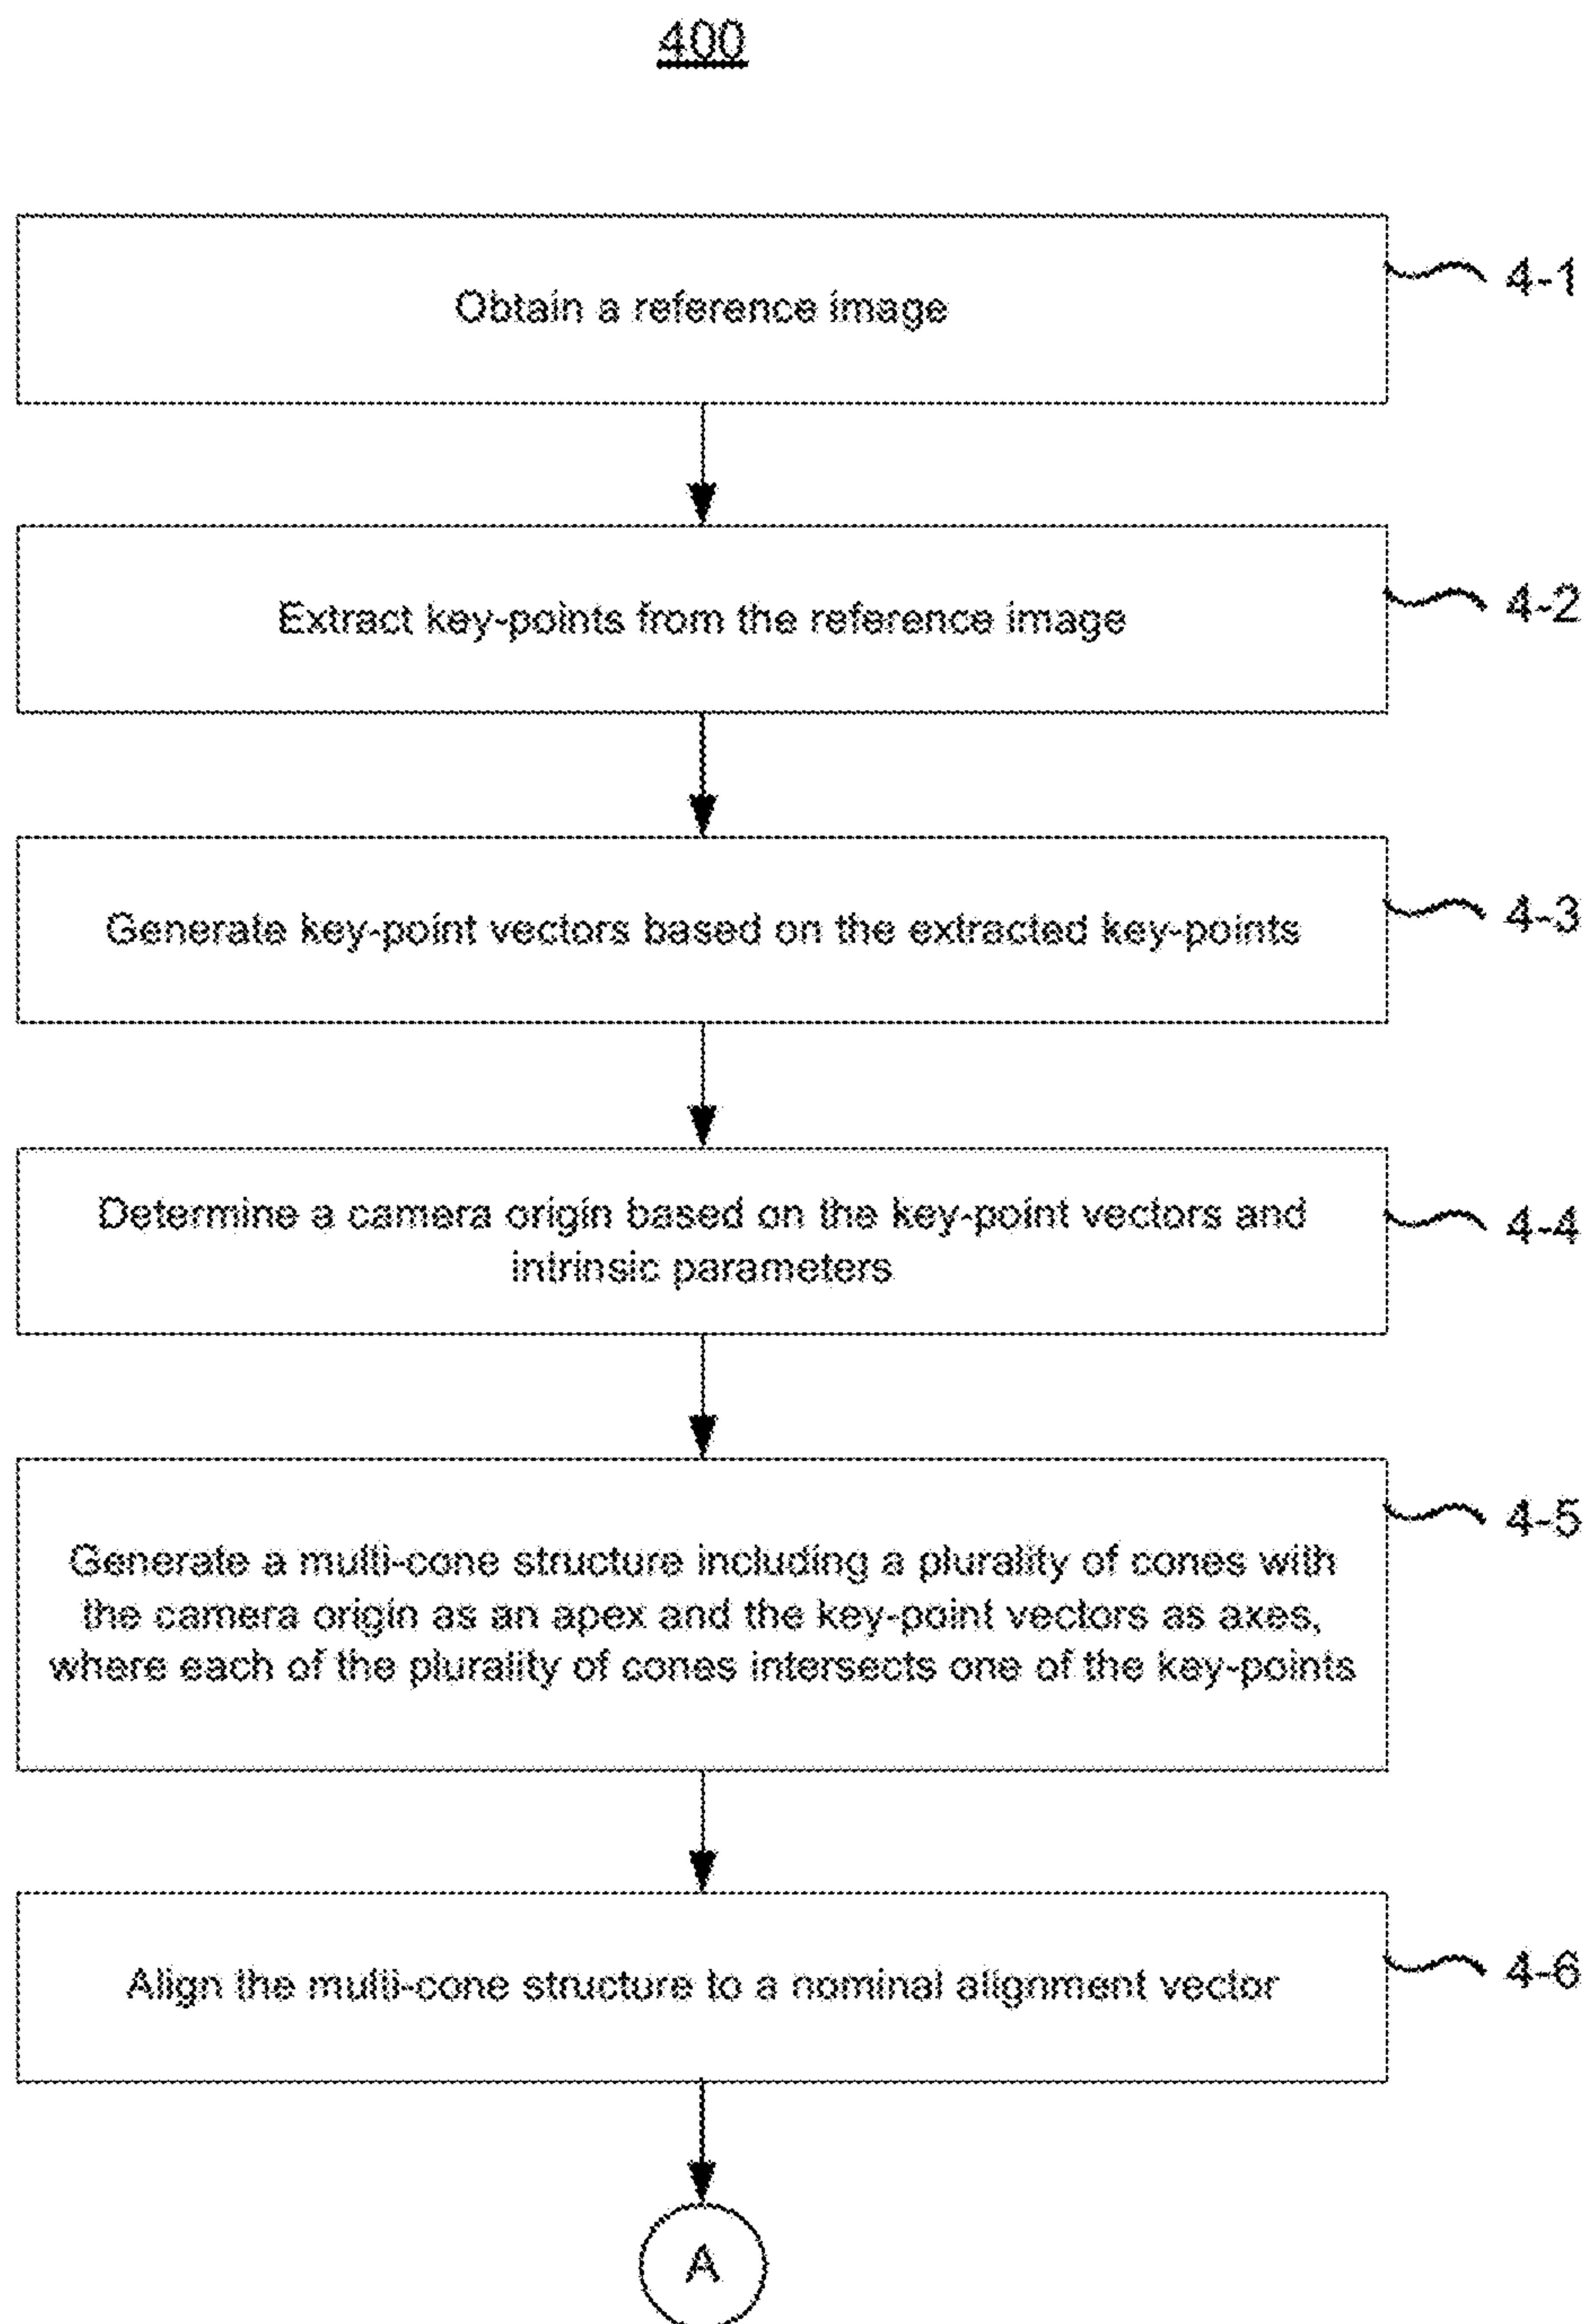 400
Obtain a reference image
4-1
Extract key-points from the reference image
4-2
Generate key-point vectors based on the extracted key-points
4-3
Determine a camera origin based on the key-point vectors and
intrinsic parameters
4-4
Generate a multi-cone structure including a plurality of cones with
the camera origin as an apex and the key-point vectors as axes,
where each of the plurality of cones intersects one of the key-points
4-5
Align the multi-cone structure to a nominal alignment vector
4-6
A